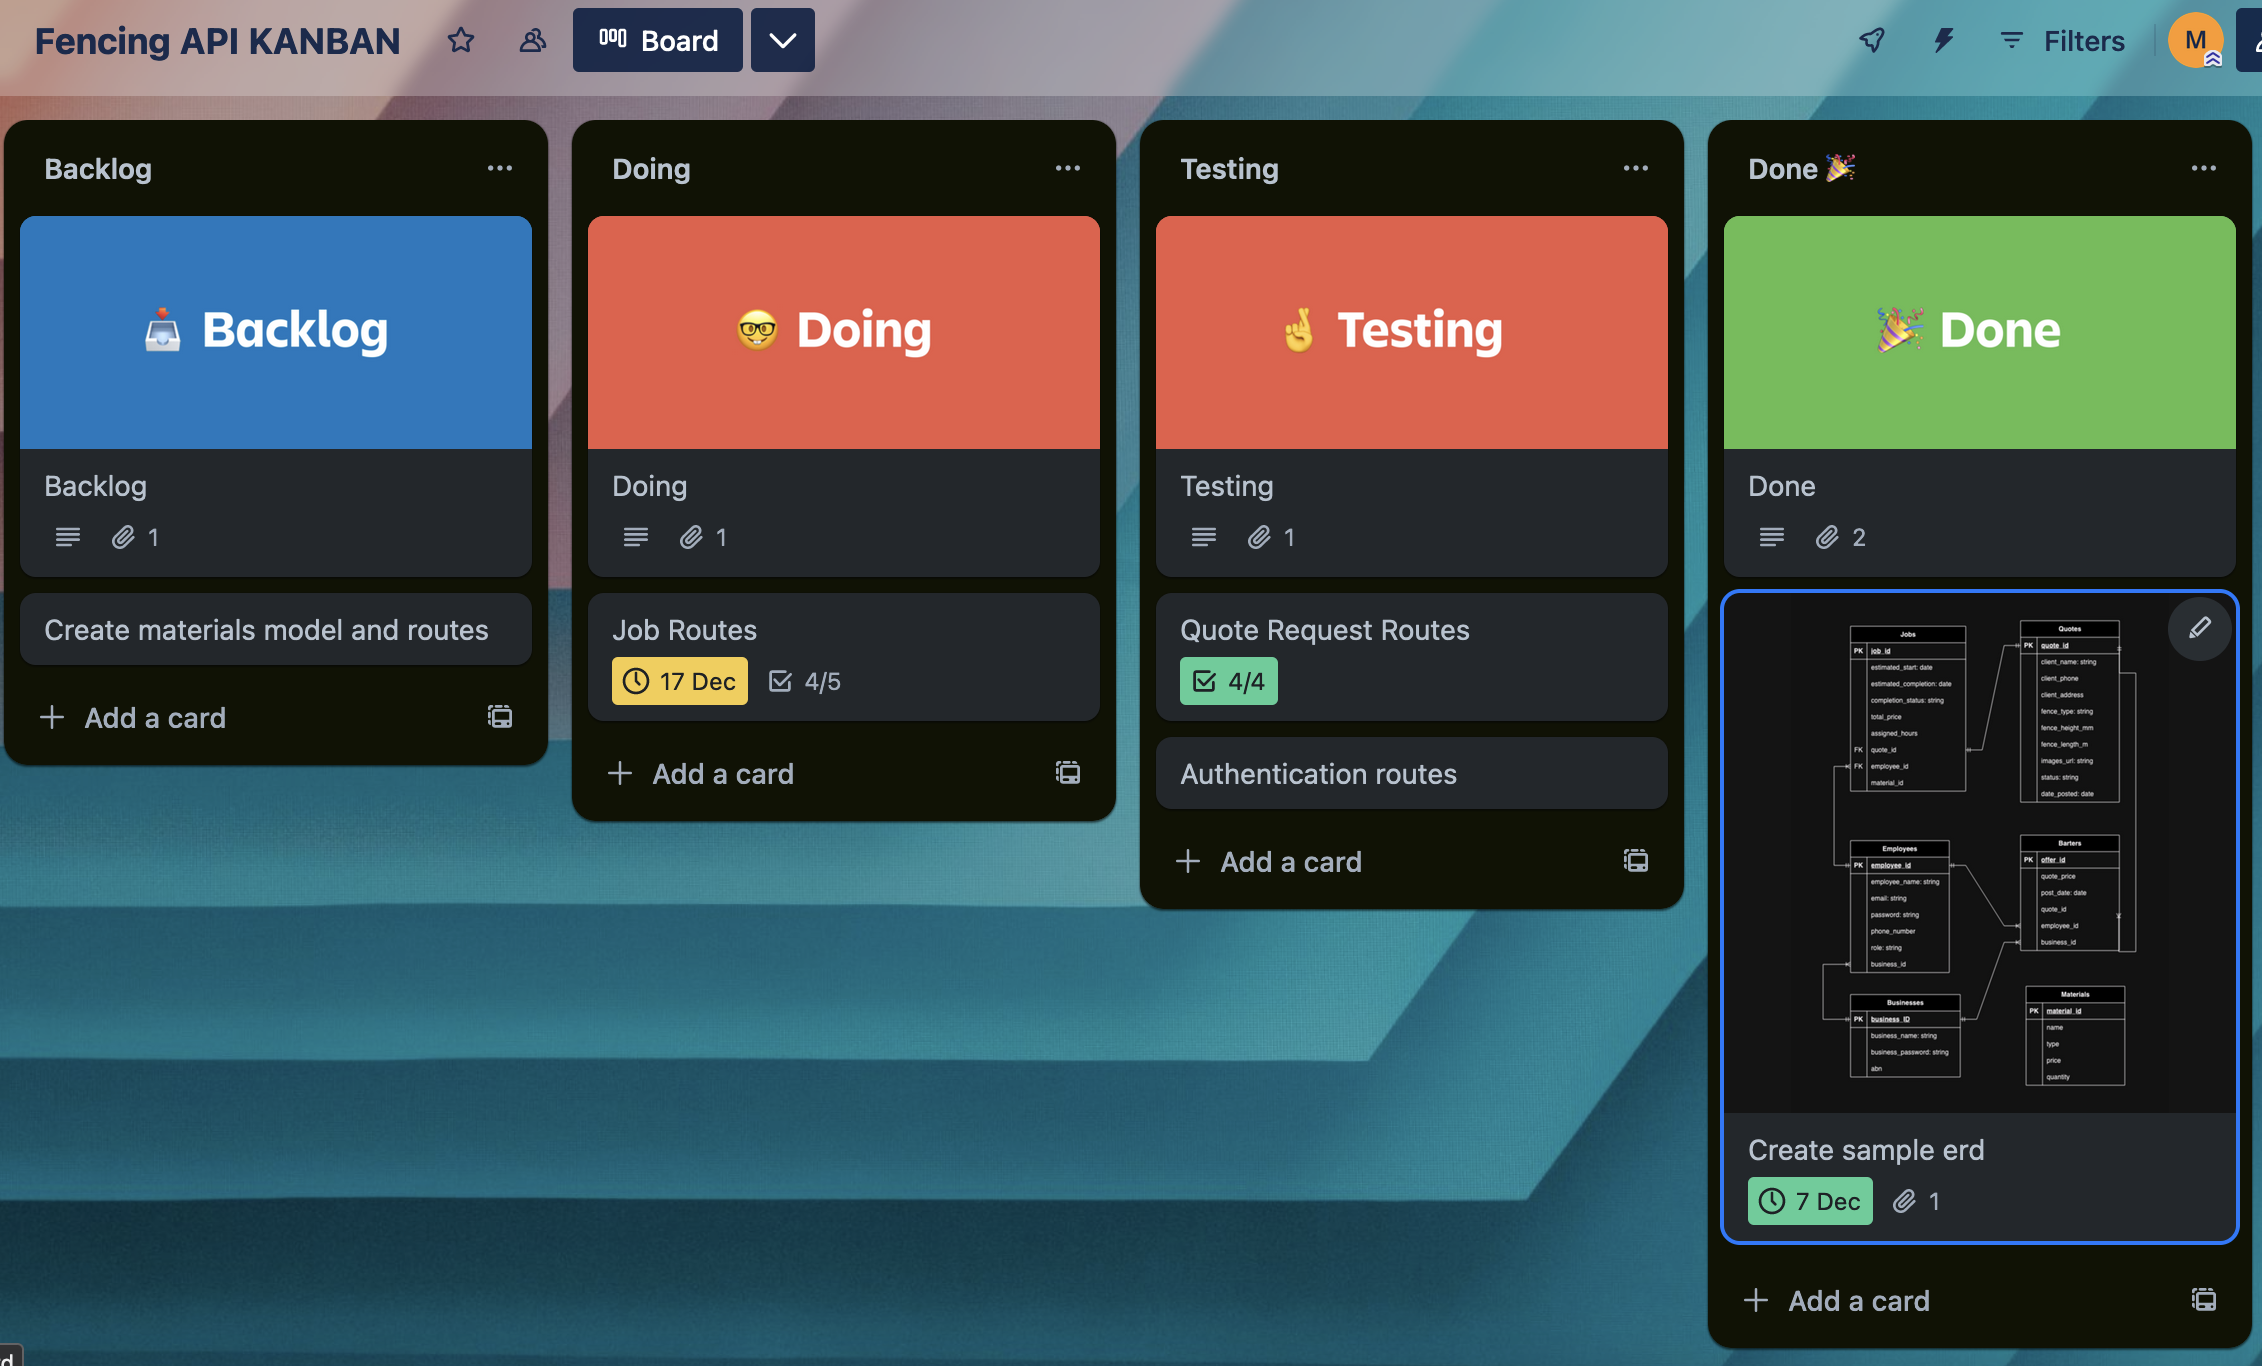 Fencing API KANBAN
Board
Filters
M
Backlog
Backlog
Backlog
1
Create materials model and routes
Add a card
Doing
Doing
Doing
1
Job Routes
17 Dec
4/5
Add a card
Testing
Testing
Testing
1
Quote Request Routes
4/4
Authentication routes
Add a card
Done
Done
Done
2
Jobs
PK job_id
estimated_start: date
estimated_completion: date
completion_status: string
total_price
assigned_hours
FK quote_id
FK employee_id
material_id
Quotes
PK quote_id
client_name: string
client_phone
client_address
fence_type: string
fence_height_mm
fence_length_m
images_url: string
status: string
date_posted: date
Employees
PK employee_id
employee_name: string
email: string
password: string
phone_number
role: string
business_id
Barters
PK offer_id
quote_price
post_date: date
quote_id
employee_id
business_id
Businesses
PK business_ID
business_name: string
business_password: string
abn
Materials
PK material_id
name
type
price
quantity
Create sample erd
7 Dec
1
Add a card